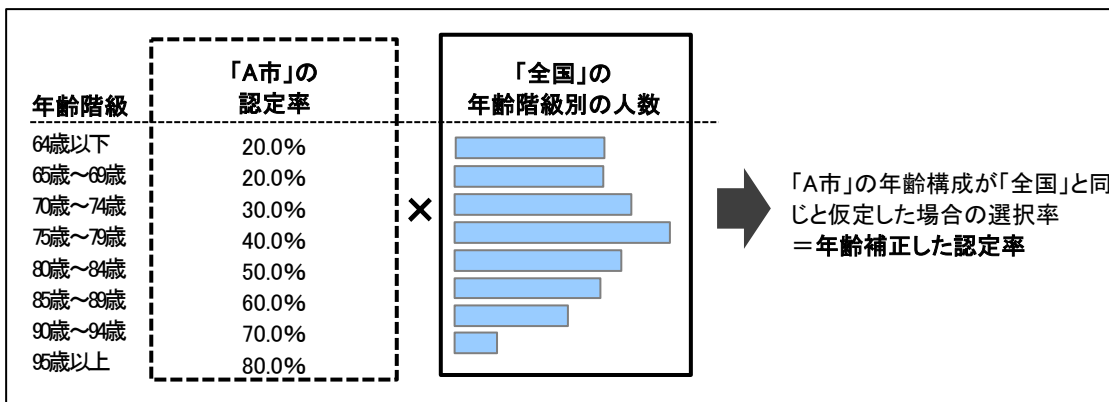 「A市」の
認定率
「全国」の
年齢階級別の人数
年齢階級
64歳以下 20.0%
65歳～69歳 20.0%
70歳～74歳 30.0%
75歳～79歳 40.0%
80歳～84歳 50.0%
85歳～89歳 60.0%
90歳～94歳 70.0%
95歳以上 80.0%
×
「A市」の年齢構成が「全国」と同
じと仮定した場合の選択率
＝年齢補正した認定率